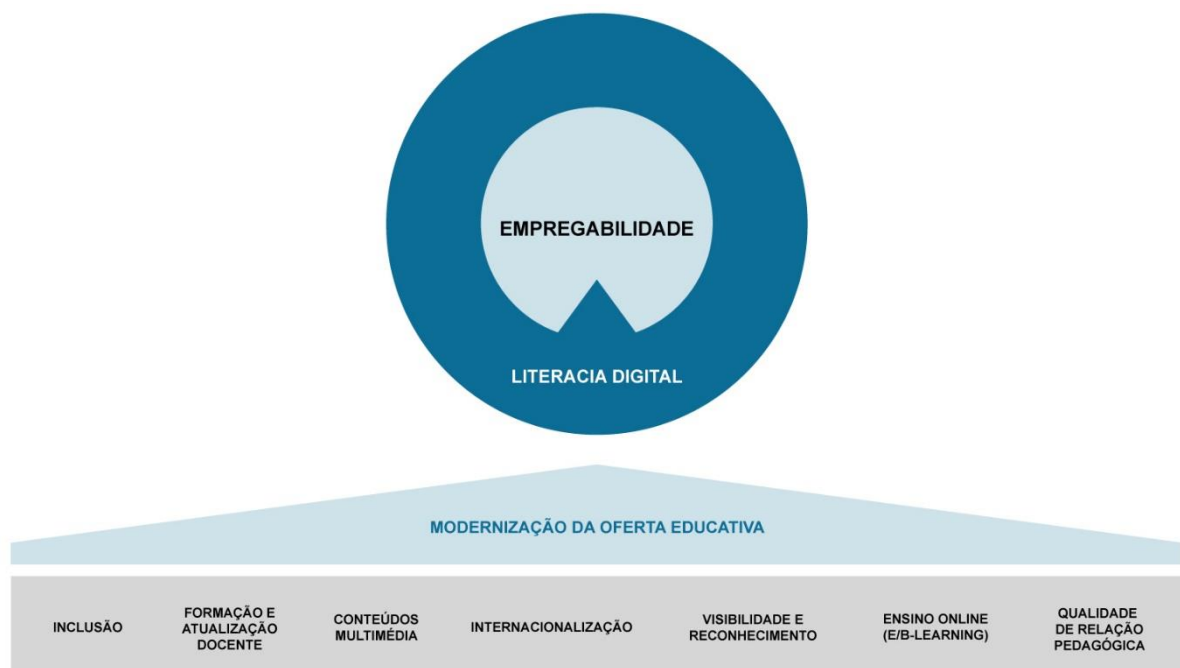 EMPREGABILIDADE
LITERACIA DIGITAL
MODERNIZAÇÃO DA OFERTA EDUCATIVA
INCLUSÃO
FORMAÇÃO E
ATUALIZAÇÃO
DOCENTE
CONTEÚDOS
MULTIMÉDIA
INTERNACIONALIZAÇÃO
VISIBILIDADE E
RECONHECIMENTO
ENSINO ONLINE
(E/B-LEARNING)
QUALIDADE
DE RELAÇÃO
PEDAGÓGICA